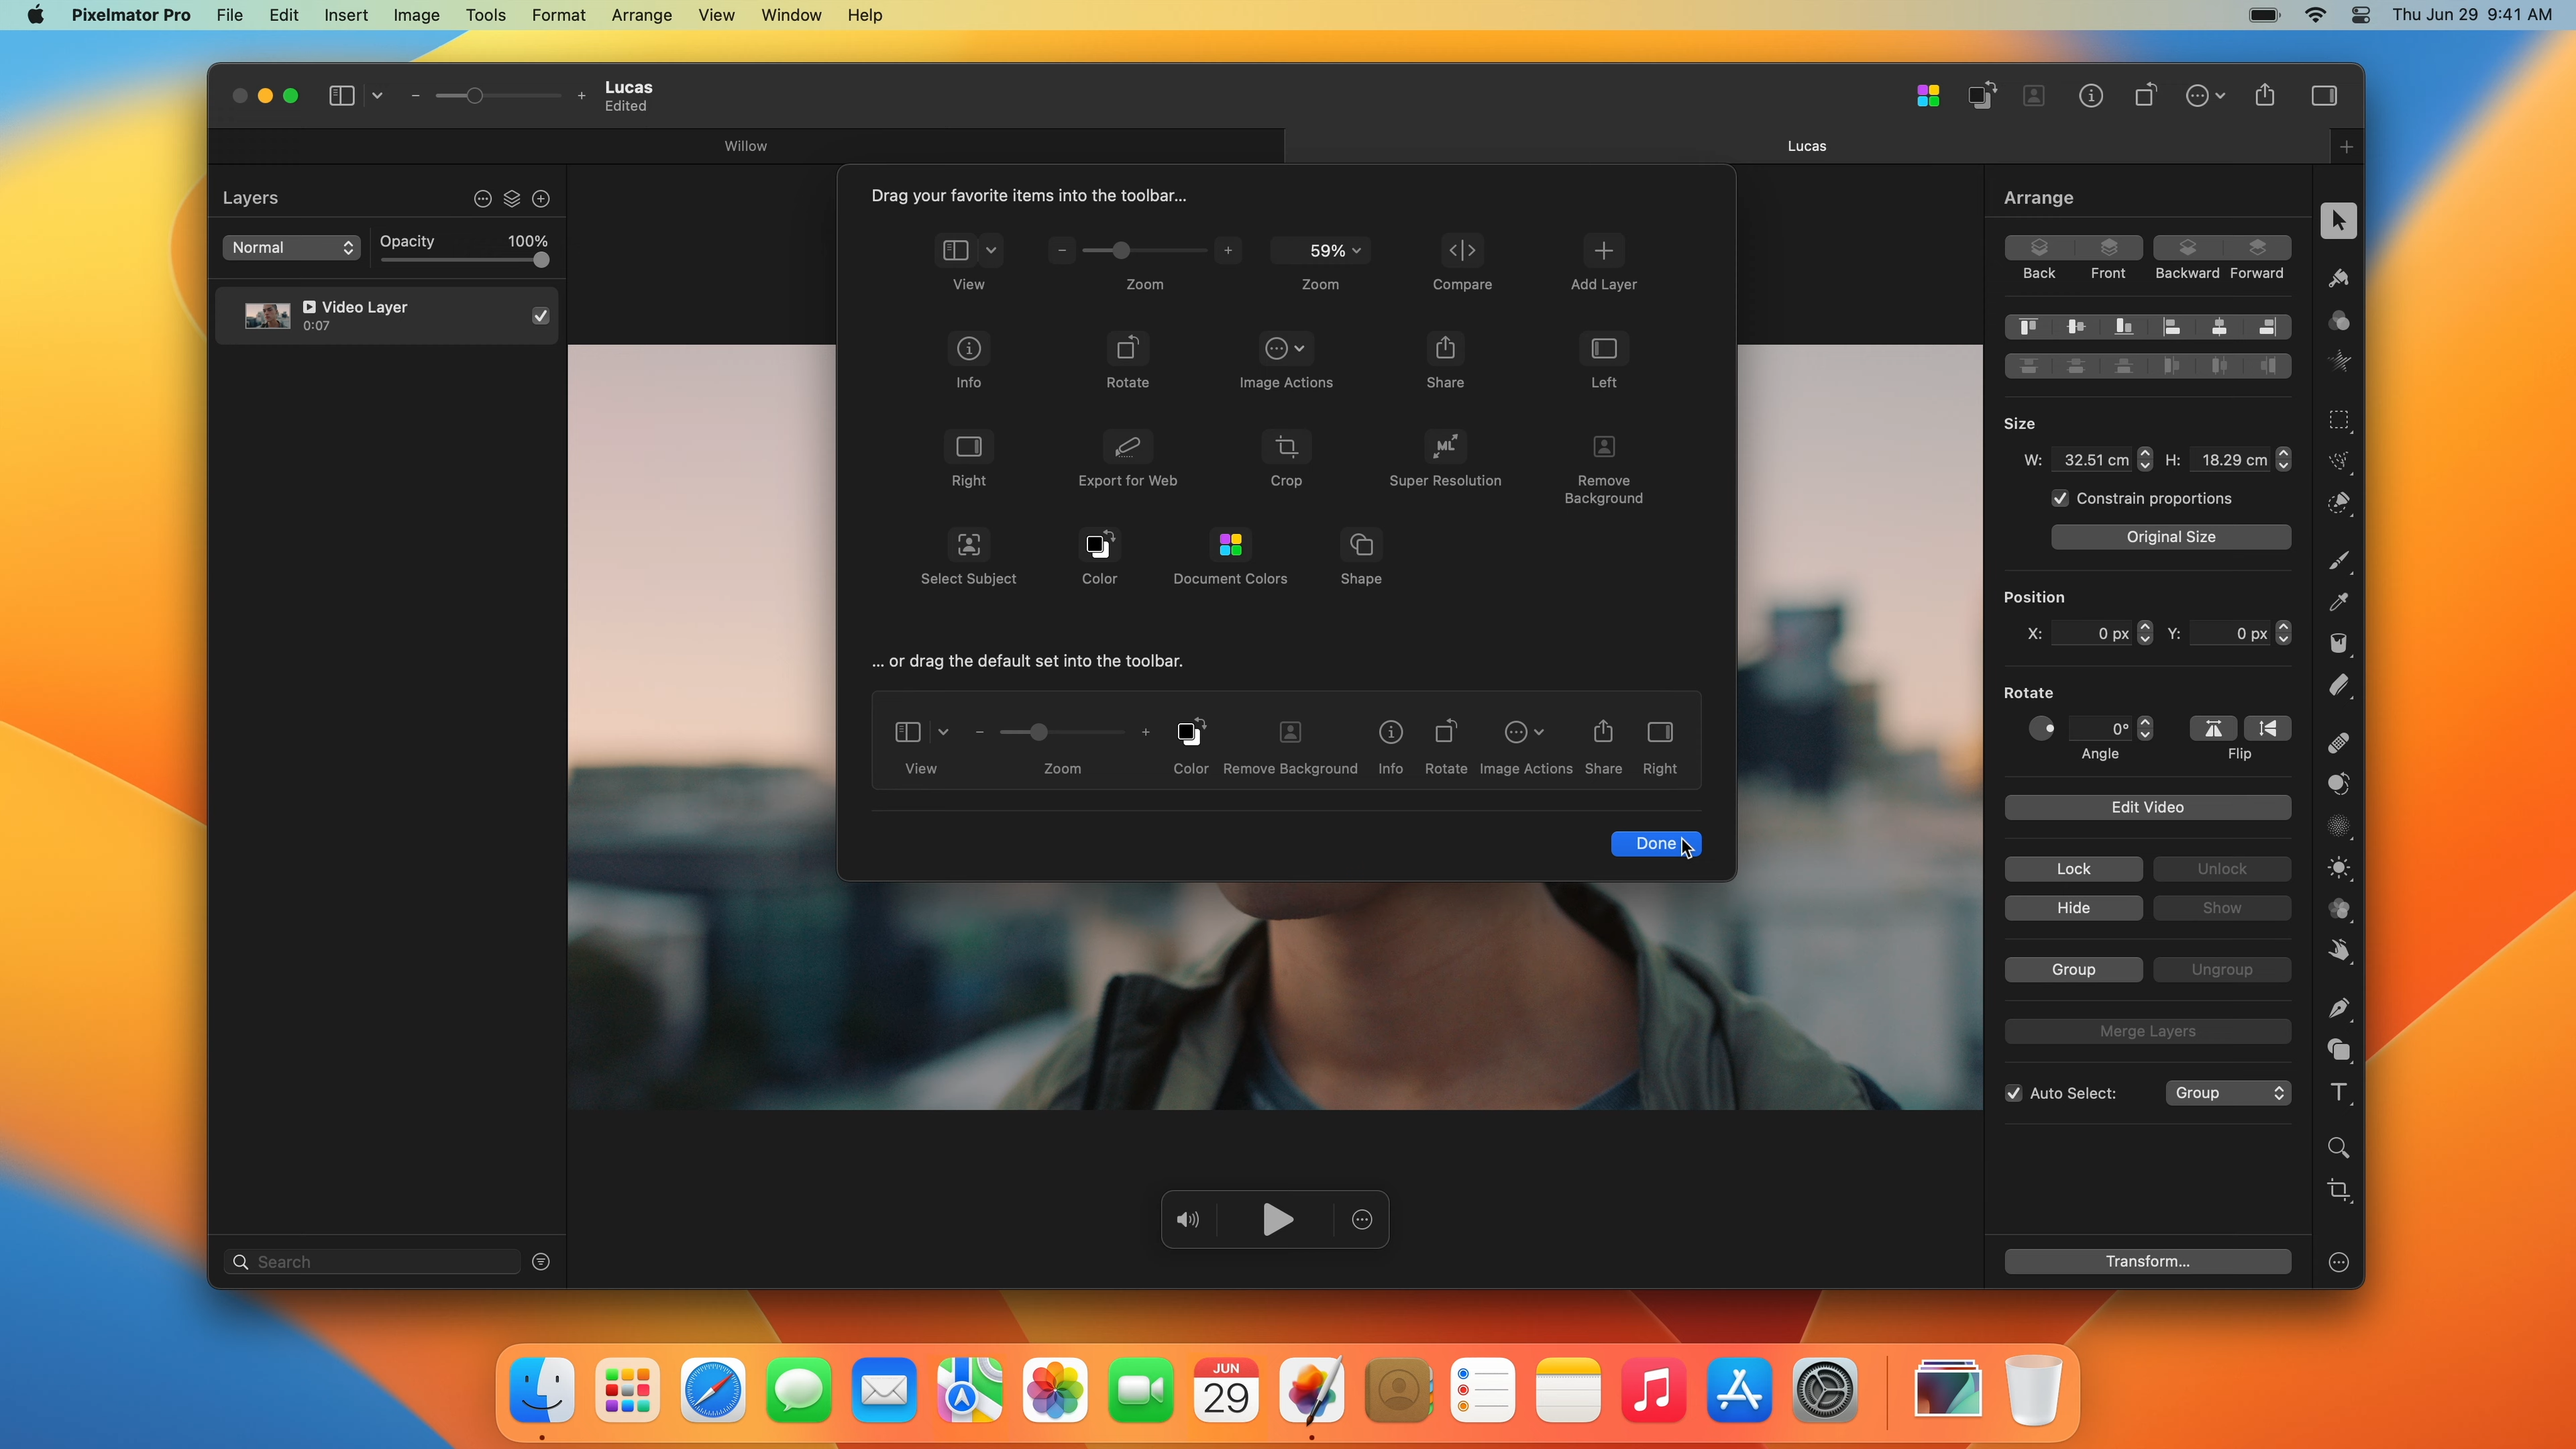 Pixelmator Pro File Edit Insert Image Tools Format Arrange View Window Help Thu Jun 29 9:41 AM
Lucas
Edited
Willow Lucas
Layers
Normal
Opacity 100%
Video Layer
0:07
Search
Drag your favorite items into the toolbar...
59%
View Zoom Zoom Compare Add Layer
Info Rotate Image Actions Share Left
ML
Right Export for Web Crop Super Resolution Remove
Background
Select Subject Color Document Colors Shape
... or drag the default set into the toolbar.
View Zoom Color Remove Background Info Rotate Image Actions Share Right
Done
Arrange
Back Front Backward Forward
Size
W: 32.51 cm H: 18.29 cm
Constrain proportions
Original Size
Position
X: 0 px Y: 0 px
Rotate
0°
Angle Flip
Edit Video
Lock Unlock
Hide Show
Group Ungroup
Merge Layers
Auto Select: Group
T
Transform...
JUN
29